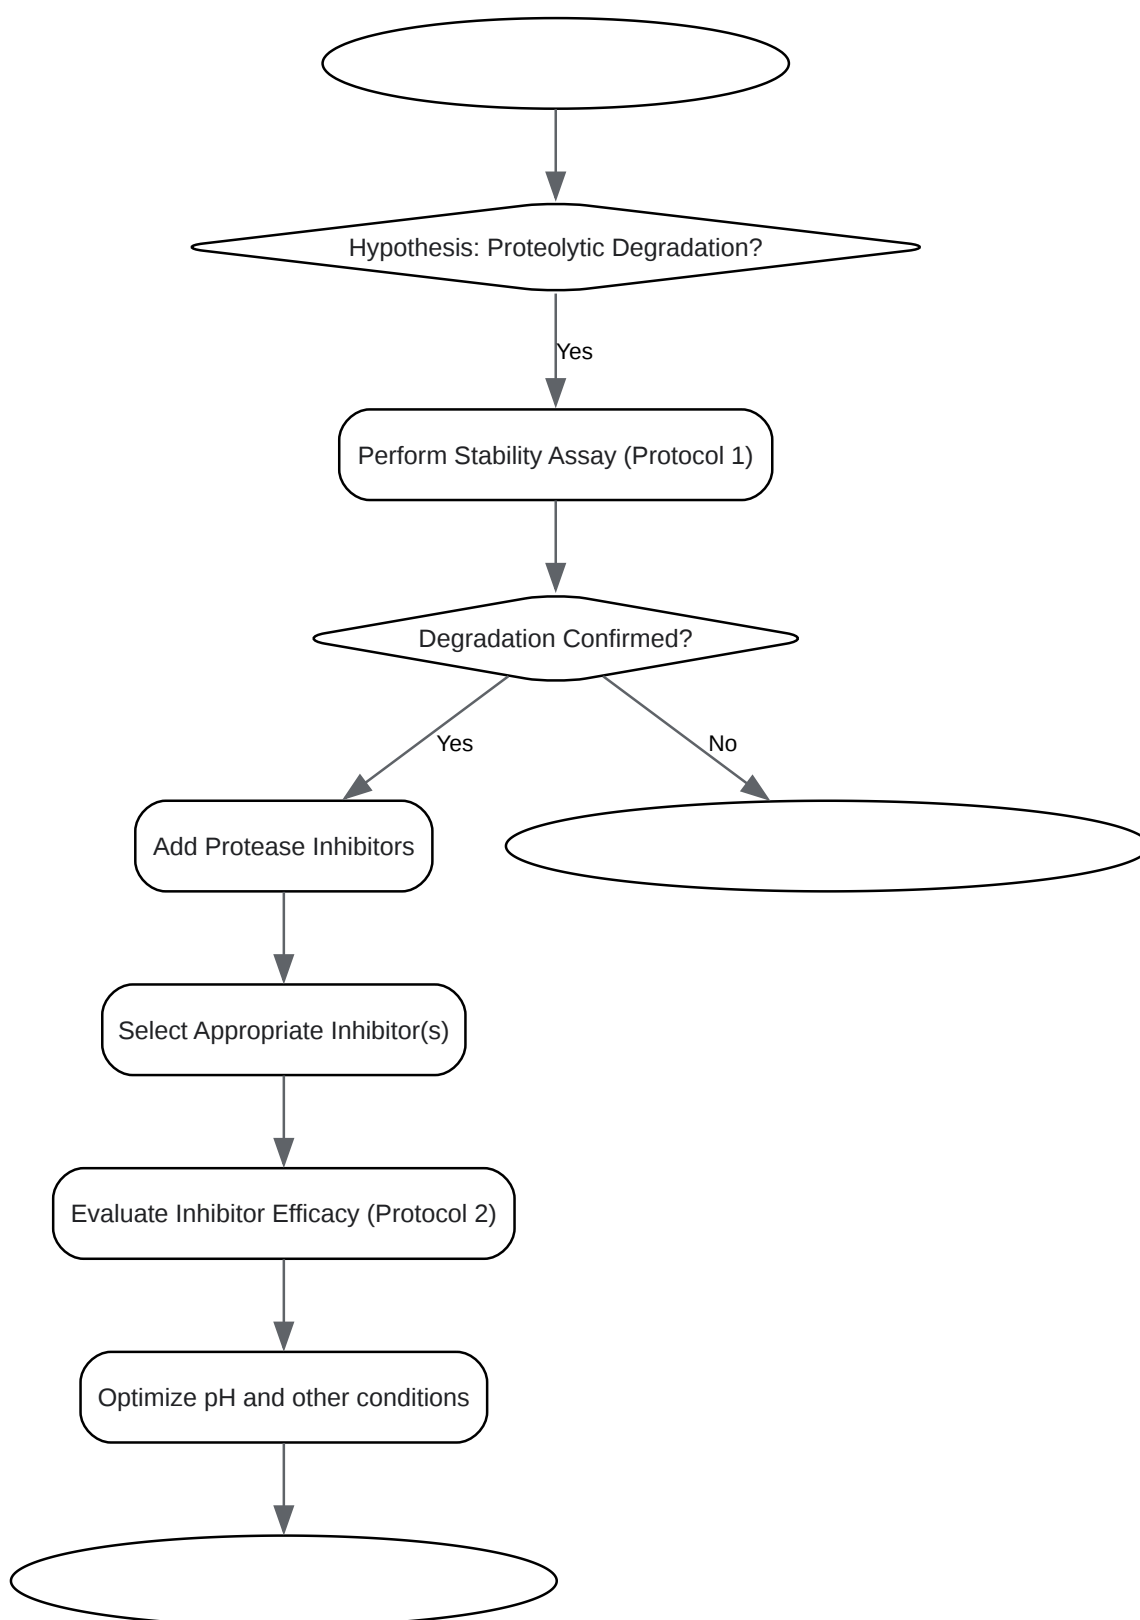 Hypothesis: Proteolytic Degradation?
Yes
Perform Stability Assay (Protocol 1)
Degradation Confirmed?
Yes
No
Add Protease Inhibitors
Select Appropriate Inhibitor(s)
Evaluate Inhibitor Efficacy (Protocol 2)
Optimize pH and other conditions